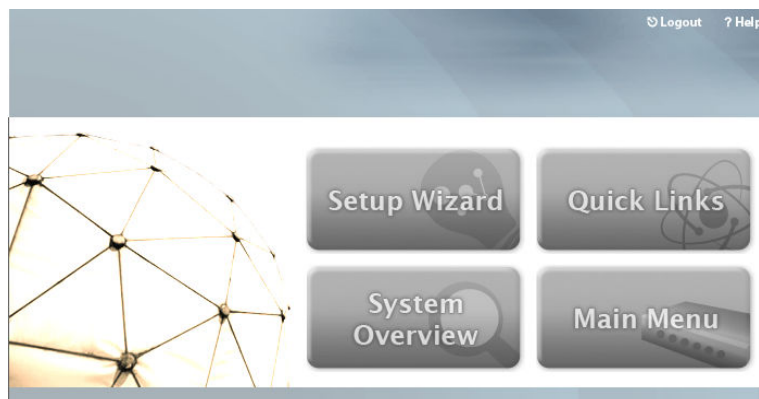 Logout ? Help
Setup Wizard
Quick Links
System
Overview
Main Menu